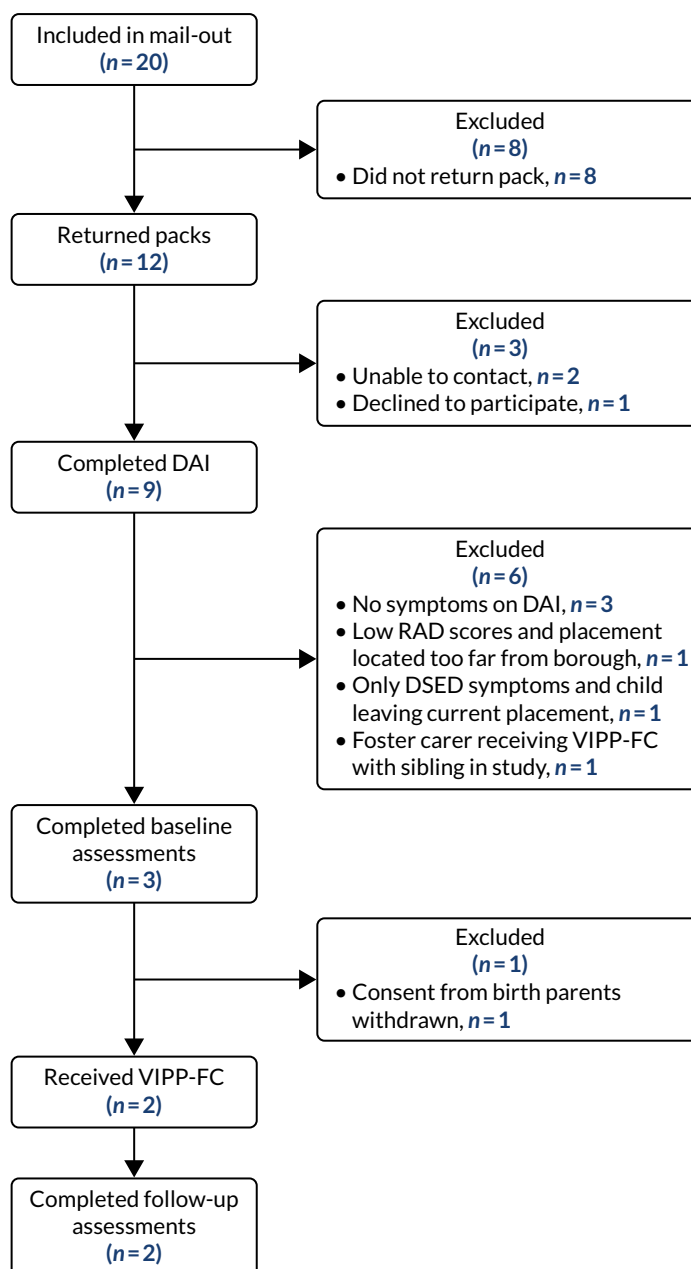 Included in mail-out
(n=20)
Excluded
(n=8)
• Did not return pack, n=8
Returned packs
(n=12)
Excluded
(n=3)
• Unable to contact, n=2
• Declined to participate, n=1
Completed DAI
(n=9)
Excluded
(n=6)
• No symptoms on DAI, n=3
• Low RAD scores and placement
located too far from borough, n=1
• Only DSED symptoms and child
leaving current placement, n=1
• Foster carer receiving VIPP-FC
with sibling in study, n=1
Completed baseline
assessments
(n=3)
Excluded
(n=1)
• Consent from birth parents
withdrawn, n=1
Received VIPP-FC
(n=2)
Completed follow-up
assessments
(n=2)